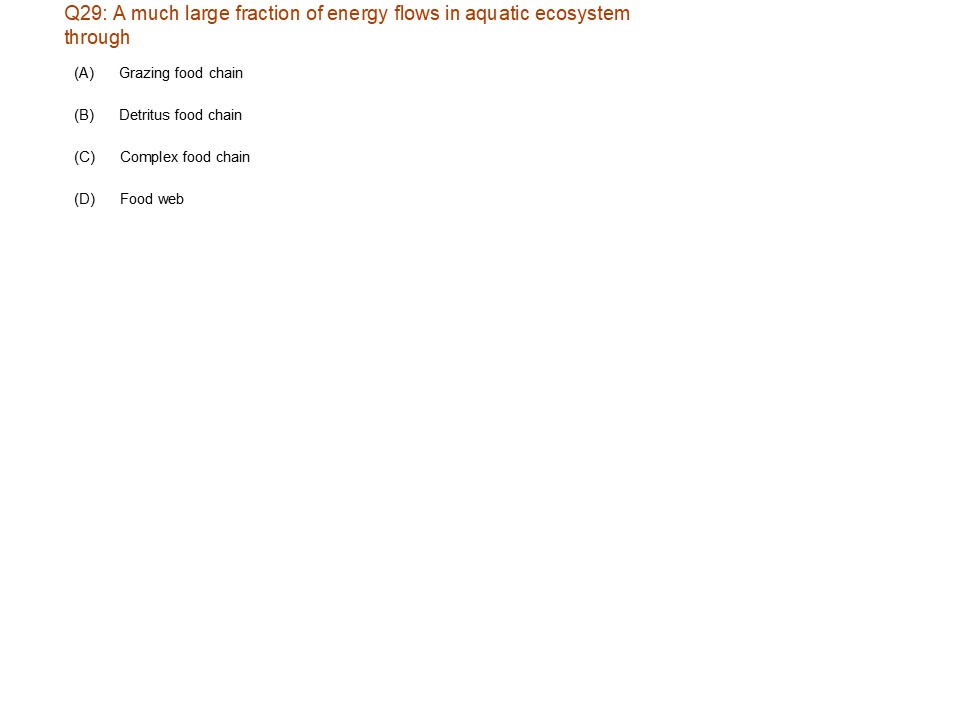 Q29: A much large fraction of energy flows in aquatic ecosystem
through
(A) Grazing food chain
(B) Detritus food chain
(C) Complex food chain
(D) Food web